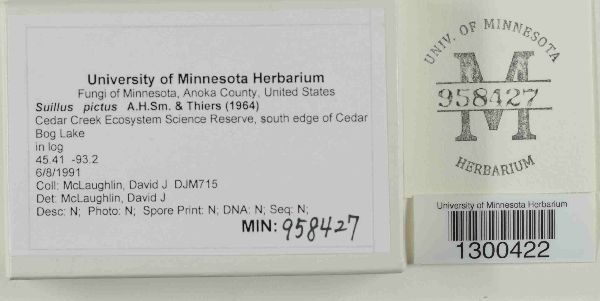 University of Minnesota Herbarium
Fungi of Minnesota, Anoka County, United States
Suillus pictus A.H.Sm. & Thiers (1964)
Cedar Creek Ecosystem Science Reserve, south edge of Cedar
Bog Lake
in log
45.41 -93.2
6/8/1991
Coll: McLaughlin, David J DJM715
Det: McLaughlin, David J
Desc: N; Photo: N; Spore Print: N; DNA: N; Seq: N;
MIN: 958427
UNIV. OF MINNESOTA
M
958427
HERBARIUM
University of Minnesota Herbarium
1300422